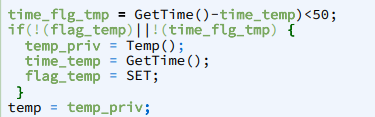 time_flg_tmp = GetTime()-time_temp)<50;
if(!(flag_temp)||!(time_flg_tmp) {
temp_priv = Temp();
time_temp = GetTime();
flag_temp = SET;
}
temp = temp_priv;